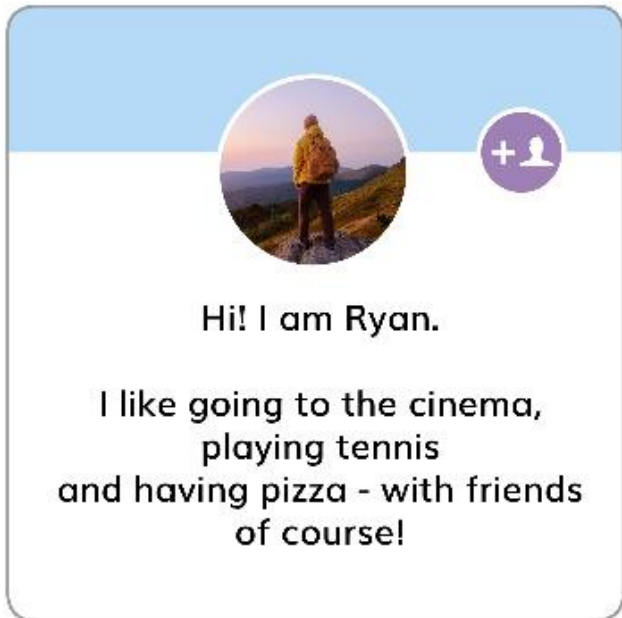 Hi! I am Ryan.
I like going to the cinema,
playing tennis
and having pizza - with friends
of course!